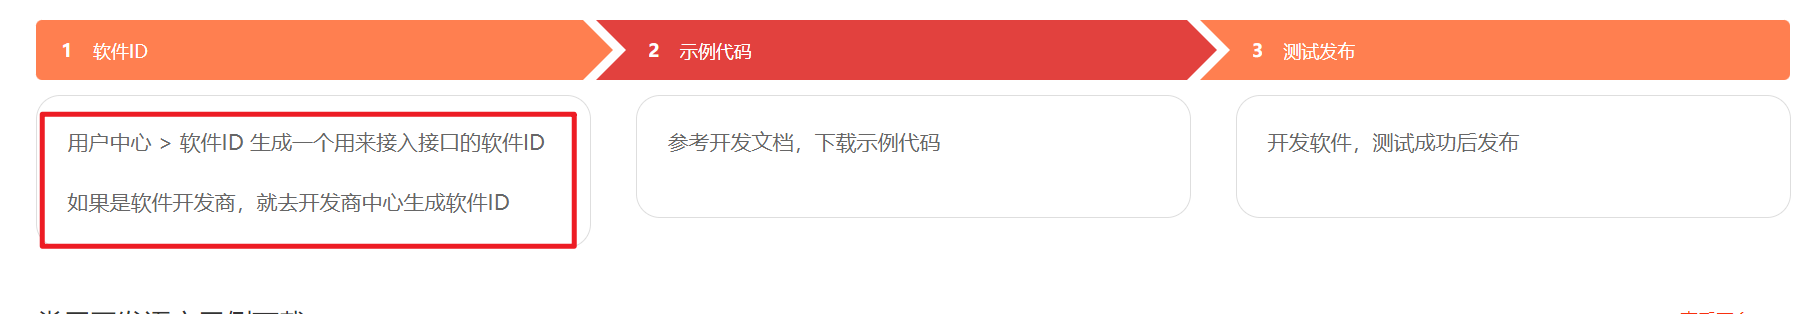 1 软件ID
2 示例代码
3 测试发布
用户中心 > 软件ID 生成一个用来接入接口的软件ID
如果是软件开发商，就去开发商中心生成软件ID
参考开发文档，下载示例代码
开发软件，测试成功后发布